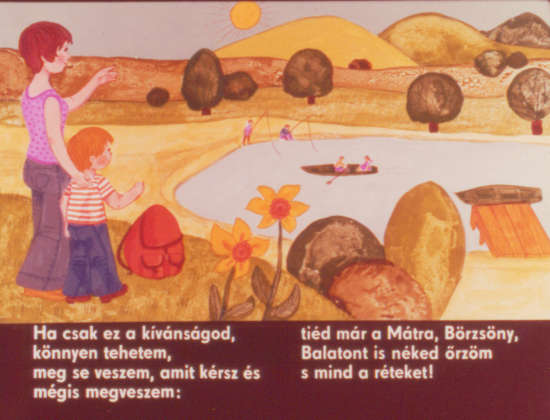 Ha csak ez a kívánságod,
könnyen tehetem,
meg se veszem, amit kérsz és
mégis megveszem:
tiéd már a Mátra, Börzsöny,
Balatont is néked őrzöm
s mind a réteket!